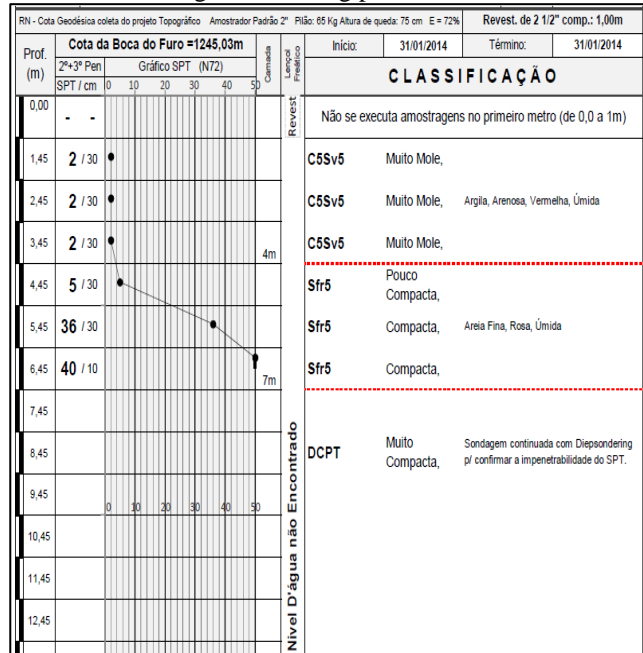 RN - Cota Geodésica coleta do projeto Topográfico Amostrador Padrão 2" Pilão: 65 Kg Altura de queda: 75 cm E = 72% Revest. de 2 1/2" comp.: 1,00m
Prof. (m) Cota da Boca do Furo =1245,03m Camada Lençol Freático Início: 31/01/2014 Término: 31/01/2014
2º+3º Pen Gráfico SPT (N72) CLASSIFICAÇÃO
SPT / cm 0 10 20 30 40 50
0,00 - - Revest Não se executa amostragens no primeiro metro (de 0,0 a 1m)
1,45 2 / 30 C5Sv5 Muito Mole,
2,45 2 / 30 C5Sv5 Muito Mole, Argila, Arenosa, Vermelha, Úmida
3,45 2 / 30 4m C5Sv5 Muito Mole,
4,45 5 / 30 Sfr5 Pouco Compacta,
5,45 36 / 30 Sfr5 Compacta, Areia Fina, Rosa, Úmida
6,45 40 / 10 7m Sfr5 Compacta,
7,45
8,45 DCPT Muito Compacta, Sondagem continuada com Diepsondering
p/ confirmar a impenetrabilidade do SPT.
9,45 0 10 20 30 40 50
10,45
11,45
12,45
Nível D'água não Encontrado